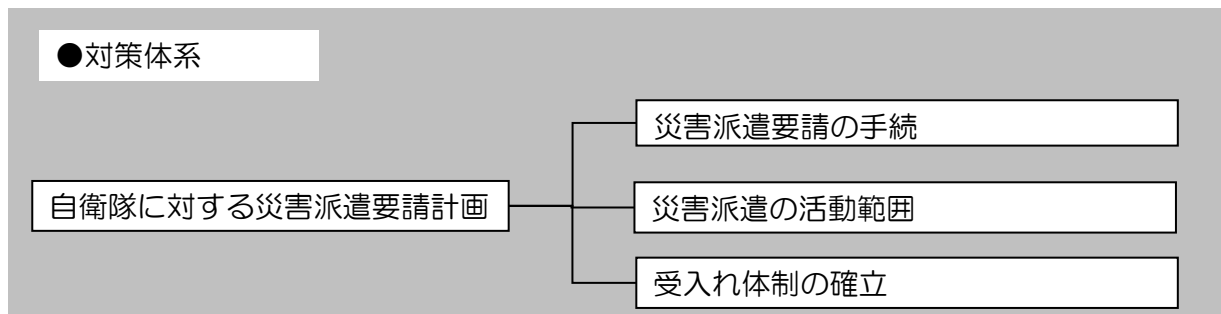 ●対策体系
災害派遣要請の手続
自衛隊に対する災害派遣要請計画
災害派遣の活動範囲
受入れ体制の確立